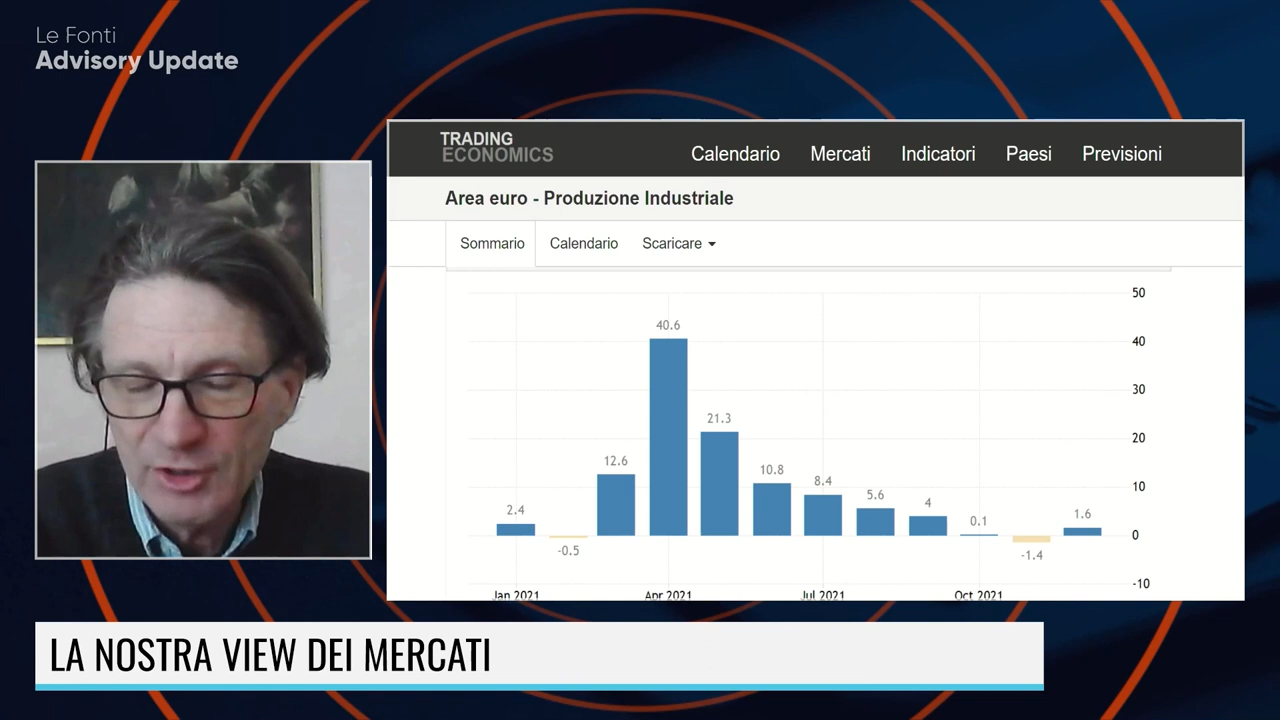 Le Fonti
Advisory Update
TRADING
ECONOMICS
Calendario Mercati Indicatori Paesi Previsioni
Area euro - Produzione Industriale
Sommario Calendario Scaricare
50
40
30
20
10
0
-10
2.4
-0.5
12.6
40.6
21.3
10.8
8.4
5.6
4
0.1
-1.4
1.6
Jan 2021 Apr 2021 Jul 2021 Oct 2021
LA NOSTRA VIEW DEI MERCATI